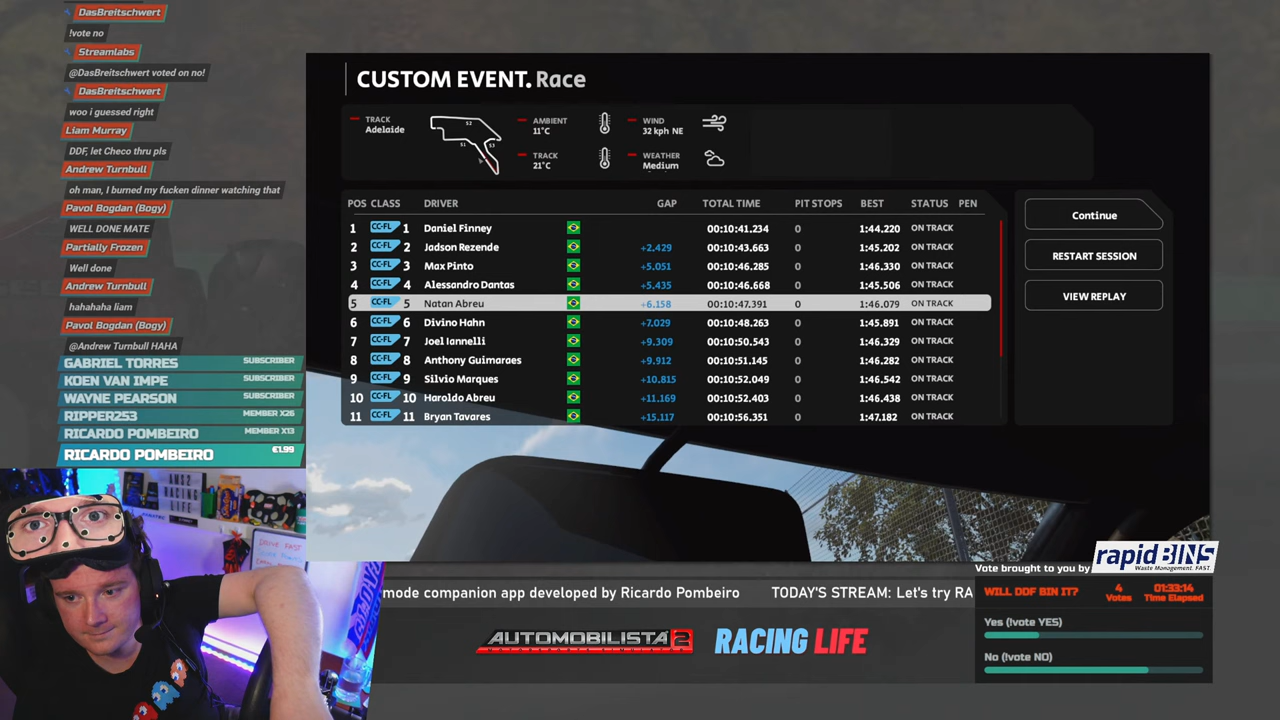 DasBreitschwert
!vote no
Streamlabs
@DasBreitschwert voted on no!
DasBreitschwert
woo i guessed right
Liam Murray
DDF, let Checo thru pls
Andrew Turnbull
oh man, I burned my fucken dinner watching that
Pavol Bogdan (Bogy)
WELL DONE MATE
Partially Frozen
Well done
Andrew Turnbull
hahahaha liam
Pavol Bogdan (Bogy)
@Andrew Turnbull HAHA
GABRIEL TORRES SUBSCRIBER
KOEN VAN IMPE SUBSCRIBER
WAYNE PEARSON SUBSCRIBER
RIPPER253 MEMBER X26
RICARDO POMBEIRO MEMBER X13
RICARDO POMBEIRO €1.99
CUSTOM EVENT. Race
TRACK
Adelaide
S2
S1
S3
AMBIENT
11°C
TRACK
21°C
WIND
32 kph NE
WEATHER
Medium
POS CLASS DRIVER GAP TOTAL TIME PIT STOPS BEST STATUS PEN
1 CC-FL 1 Daniel Finney 00:10:41.234 0 1:44.220 ON TRACK
2 CC-FL 2 Jadson Rezende +2.429 00:10:43.663 0 1:45.202 ON TRACK
3 CC-FL 3 Max Pinto +5.051 00:10:46.285 0 1:46.330 ON TRACK
4 CC-FL 4 Alessandro Dantas +5.435 00:10:46.668 0 1:45.506 ON TRACK
5 CC-FL 5 Natan Abreu +6.158 00:10:47.391 0 1:46.079 ON TRACK
6 CC-FL 6 Divino Hahn +7.029 00:10:48.263 0 1:45.891 ON TRACK
7 CC-FL 7 Joel Iannelli +9.309 00:10:50.543 0 1:46.329 ON TRACK
8 CC-FL 8 Anthony Guimaraes +9.912 00:10:51.145 0 1:46.282 ON TRACK
9 CC-FL 9 Silvio Marques +10.815 00:10:52.049 0 1:46.542 ON TRACK
10 CC-FL 10 Haroldo Abreu +11.169 00:10:52.403 0 1:46.438 ON TRACK
11 CC-FL 11 Bryan Tavares +15.117 00:10:56.351 0 1:47.182 ON TRACK
Continue
RESTART SESSION
VIEW REPLAY
AMS2
RACING
LIFE
mode companion app developed by Ricardo Pombeiro TODAY'S STREAM: Let's try RA
AUTOMOBILISTA 2 RACING LIFE
Vote brought to you by
rapidBINS
Waste Management. FAST.
WILL DDF BIN IT?
4
Votes
01:33:14
Time Elapsed
Yes (!vote YES)
No (!vote NO)